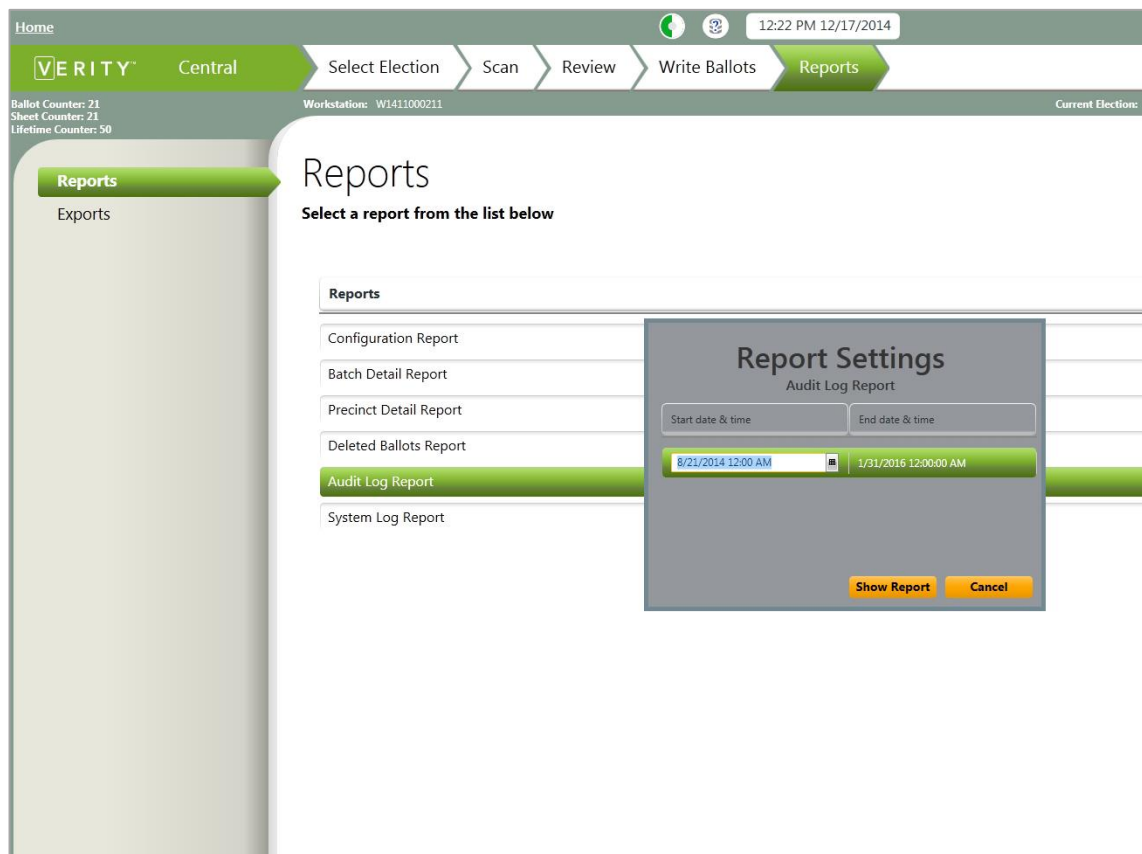 Home
12:22 PM 12/17/2014
VERITY™ Central
Select Election
Scan
Review
Write Ballots
Reports
Ballot Counter: 21
Sheet Counter: 21
Lifetime Counter: 50
Workstation: W1411000211
Current Election:
Reports
Exports
Reports
Select a report from the list below
Reports
Configuration Report
Batch Detail Report
Precinct Detail Report
Deleted Ballots Report
Audit Log Report
System Log Report
Report Settings
Audit Log Report
Start date & time
End date & time
8/21/2014 12:00 AM
1/31/2016 12:00:00 AM
Show Report
Cancel